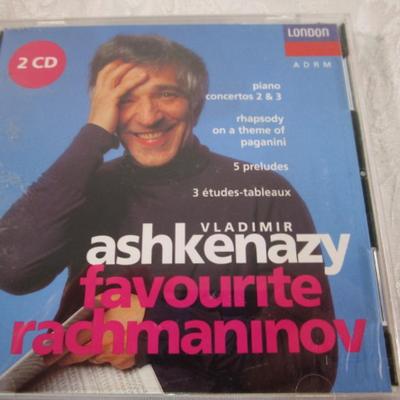 LONDON
ADRM
2 CD
piano
concertos 2 & 3
rhapsody
on a theme of
paganini
5 preludes
3 études-tableaux
VLADIMIR
ashkenazy
favourite
rachmaninov